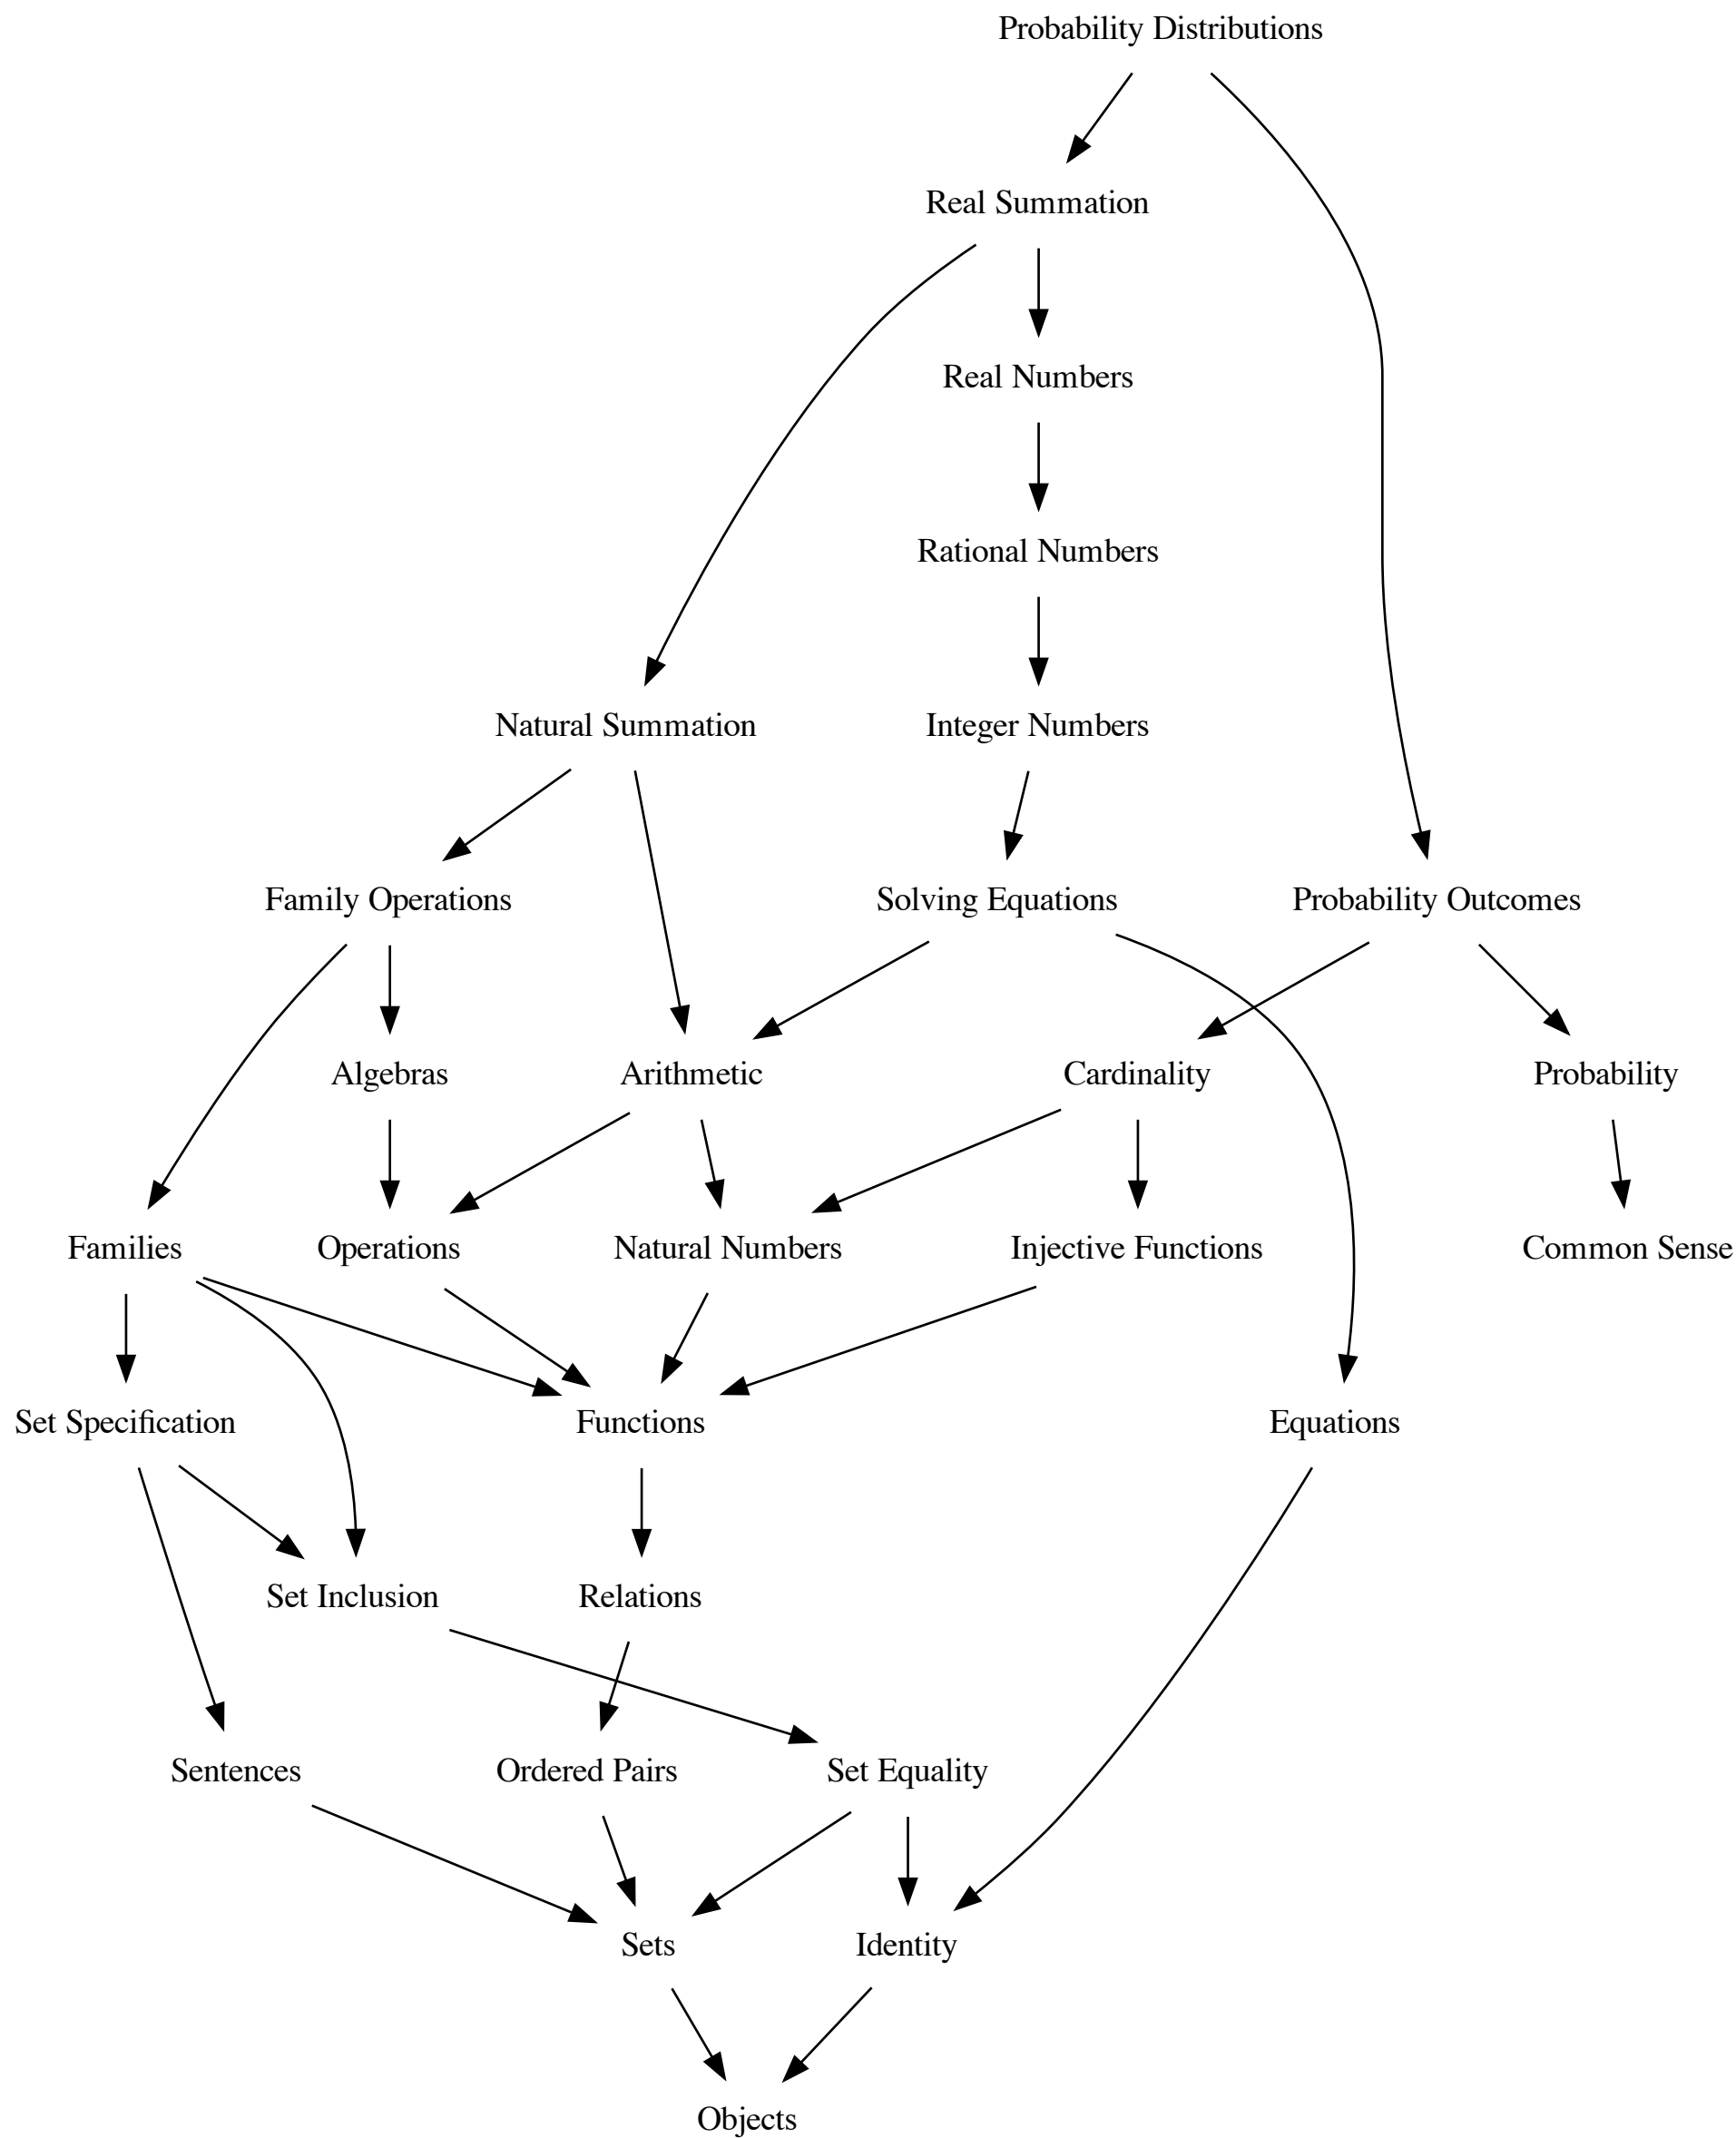 Probability Distributions
Real Summation
Real Numbers
Rational Numbers
Natural Summation
Integer Numbers
Family Operations
Solving Equations
Probability Outcomes
Algebras
Arithmetic
Cardinality
Probability
Families
Operations
Natural Numbers
Injective Functions
Common Sense
Set Specification
Functions
Equations
Set Inclusion
Relations
Sentences
Ordered Pairs
Set Equality
Sets
Identity
Objects